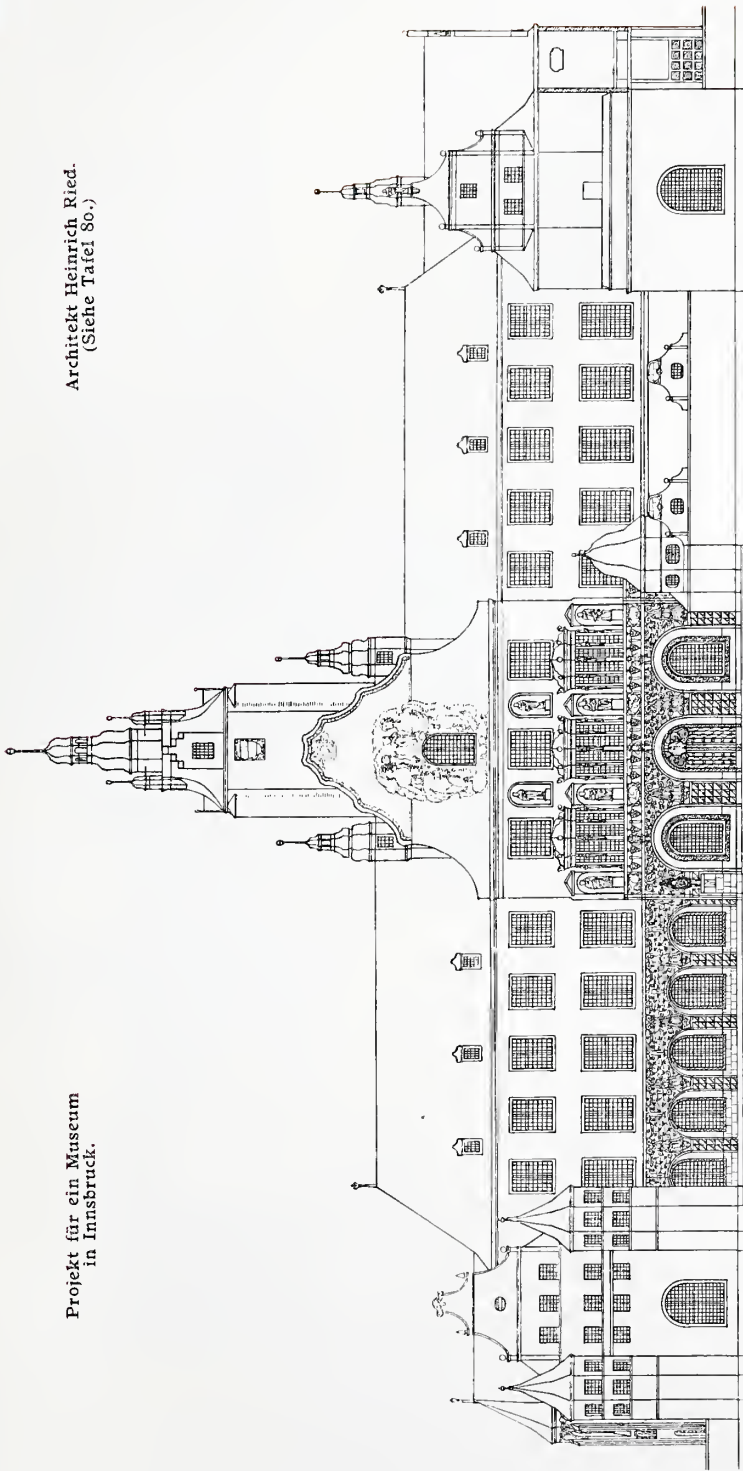 Projekt für ein Museum
in Innsbruck.
Architekt Heinrich Ried.
(Siehe Tafel 80.)